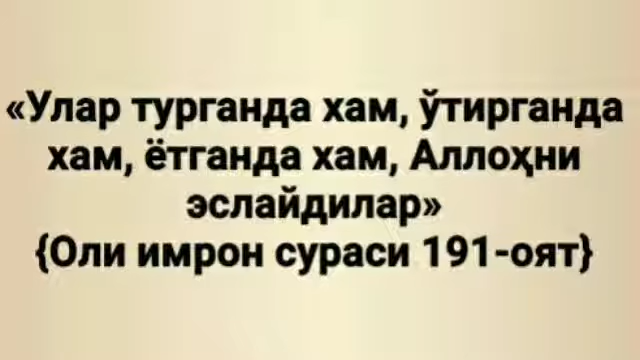 «Улар турганда хам, ўтирганда
хам, ётганда хам, Аллоҳни
эслайдилар»
{Оли имрон сураси 191-оят}